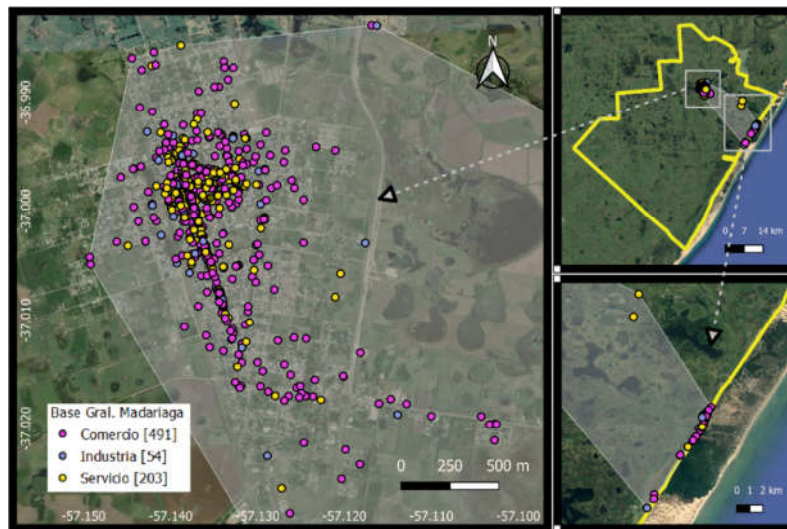 N
-36.990
-37.000
-37.010
-37.020
Base Gral. Madariaga
Comercio [491]
Industria [54]
Servicio [203]
0 250 500 m
-57.150 -57.140 -57.130 -57.120 -57.110 -57.100
0 7 14 km
0 1 2 km